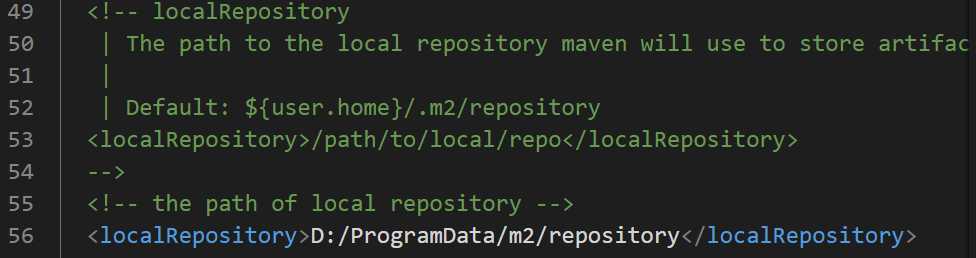 49 <!-- localRepository
50 | The path to the local repository maven will use to store artifac
51 |
52 | Default: ${user.home}/.m2/repository
53 <localRepository>/path/to/local/repo</localRepository>
54 -->
55 <!-- the path of local repository -->
56 <localRepository>D:/ProgramData/m2/repository</localRepository>